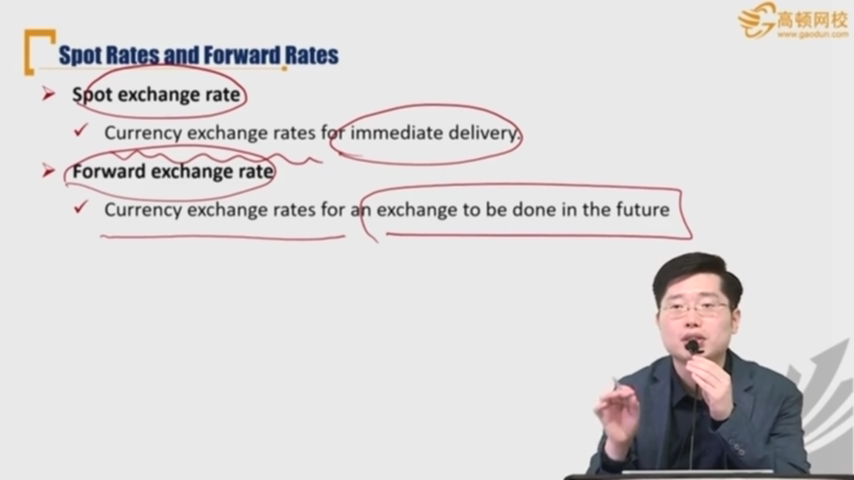 高顿网校
www.gaodun.com
Spot Rates and Forward Rates
Spot exchange rate
Currency exchange rates for immediate delivery.
Forward exchange rate
Currency exchange rates for an exchange to be done in the future